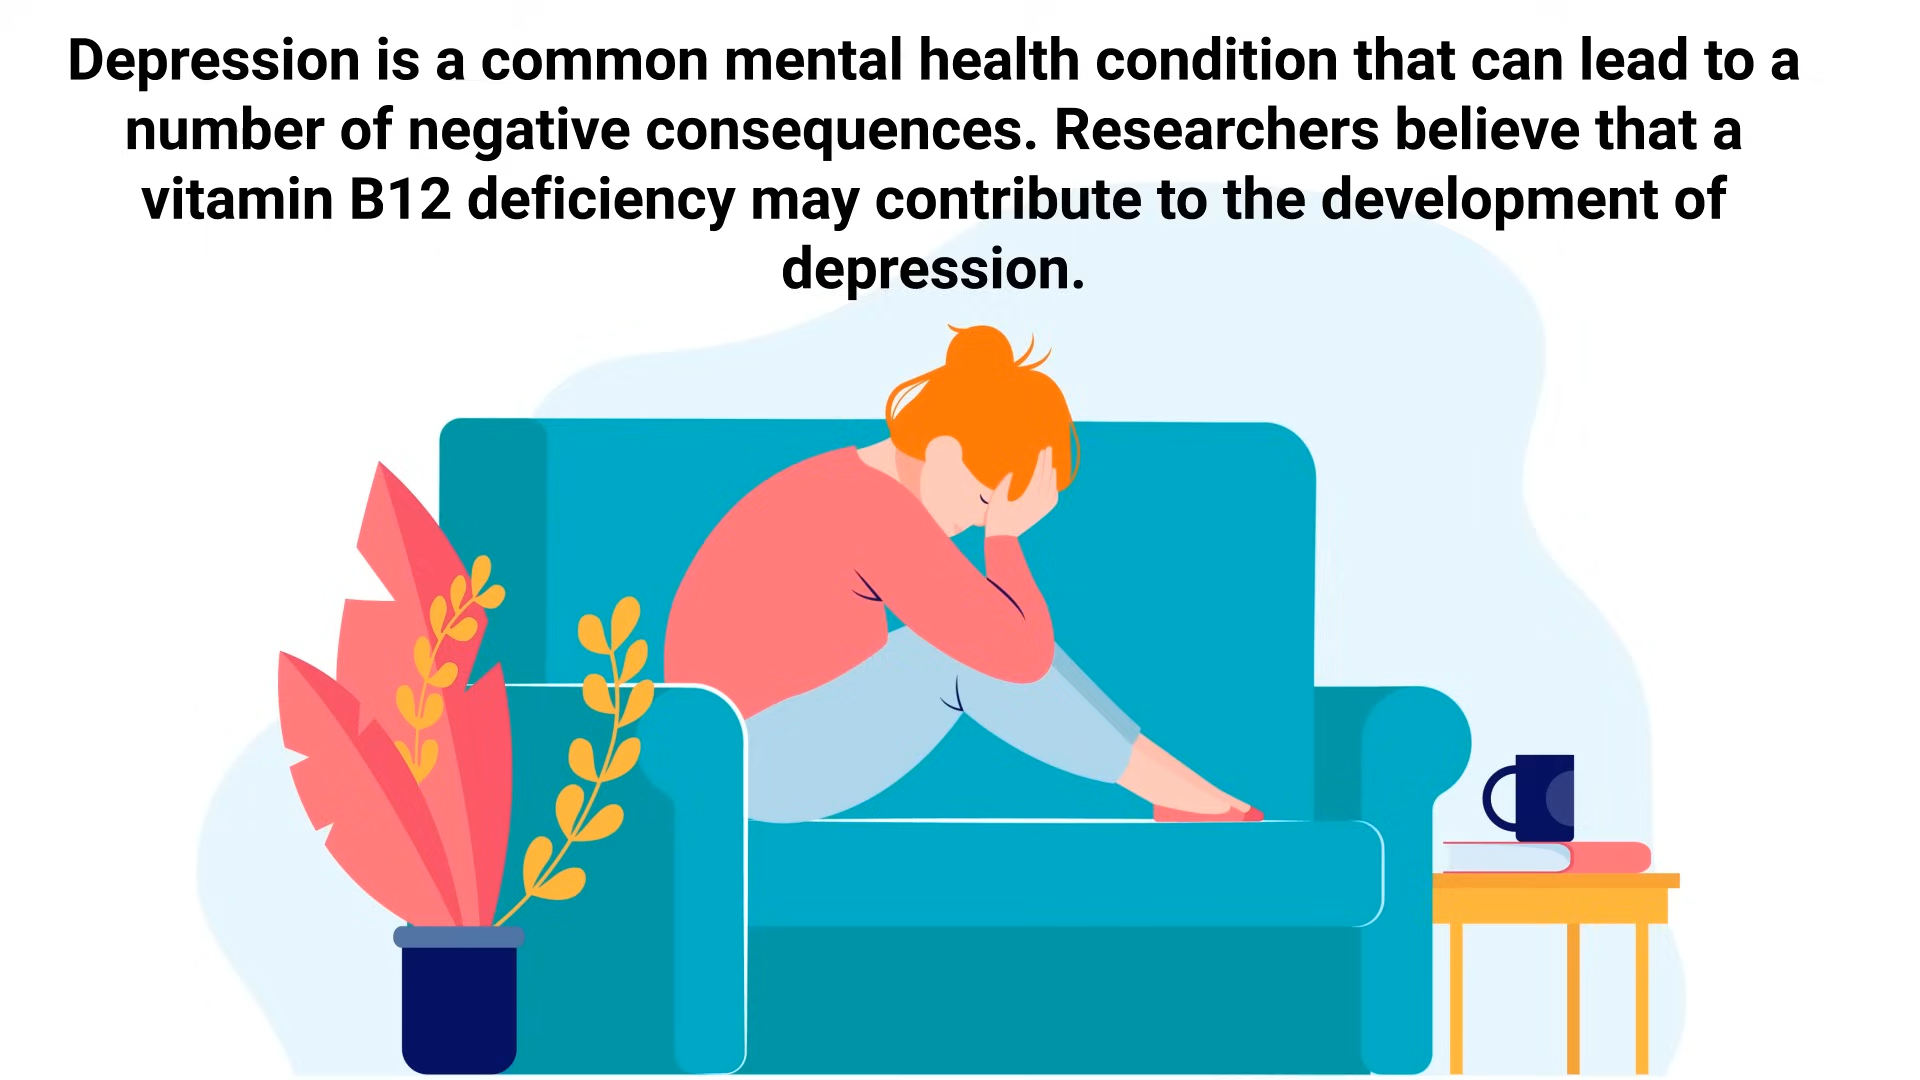 Depression is a common mental health condition that can lead to a
number of negative consequences. Researchers believe that a
vitamin B12 deficiency may contribute to the development of
depression.